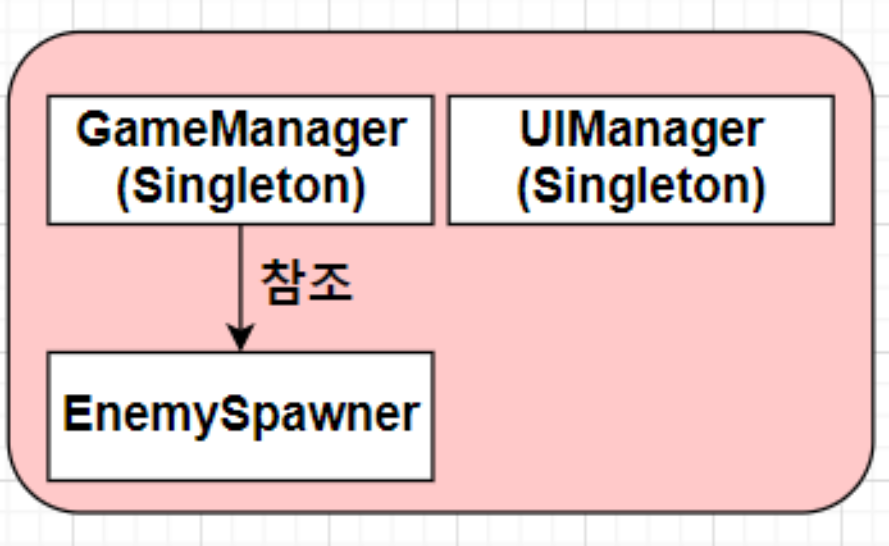 GameManager
(Singleton)
UIManager
(Singleton)
참조
EnemySpawner